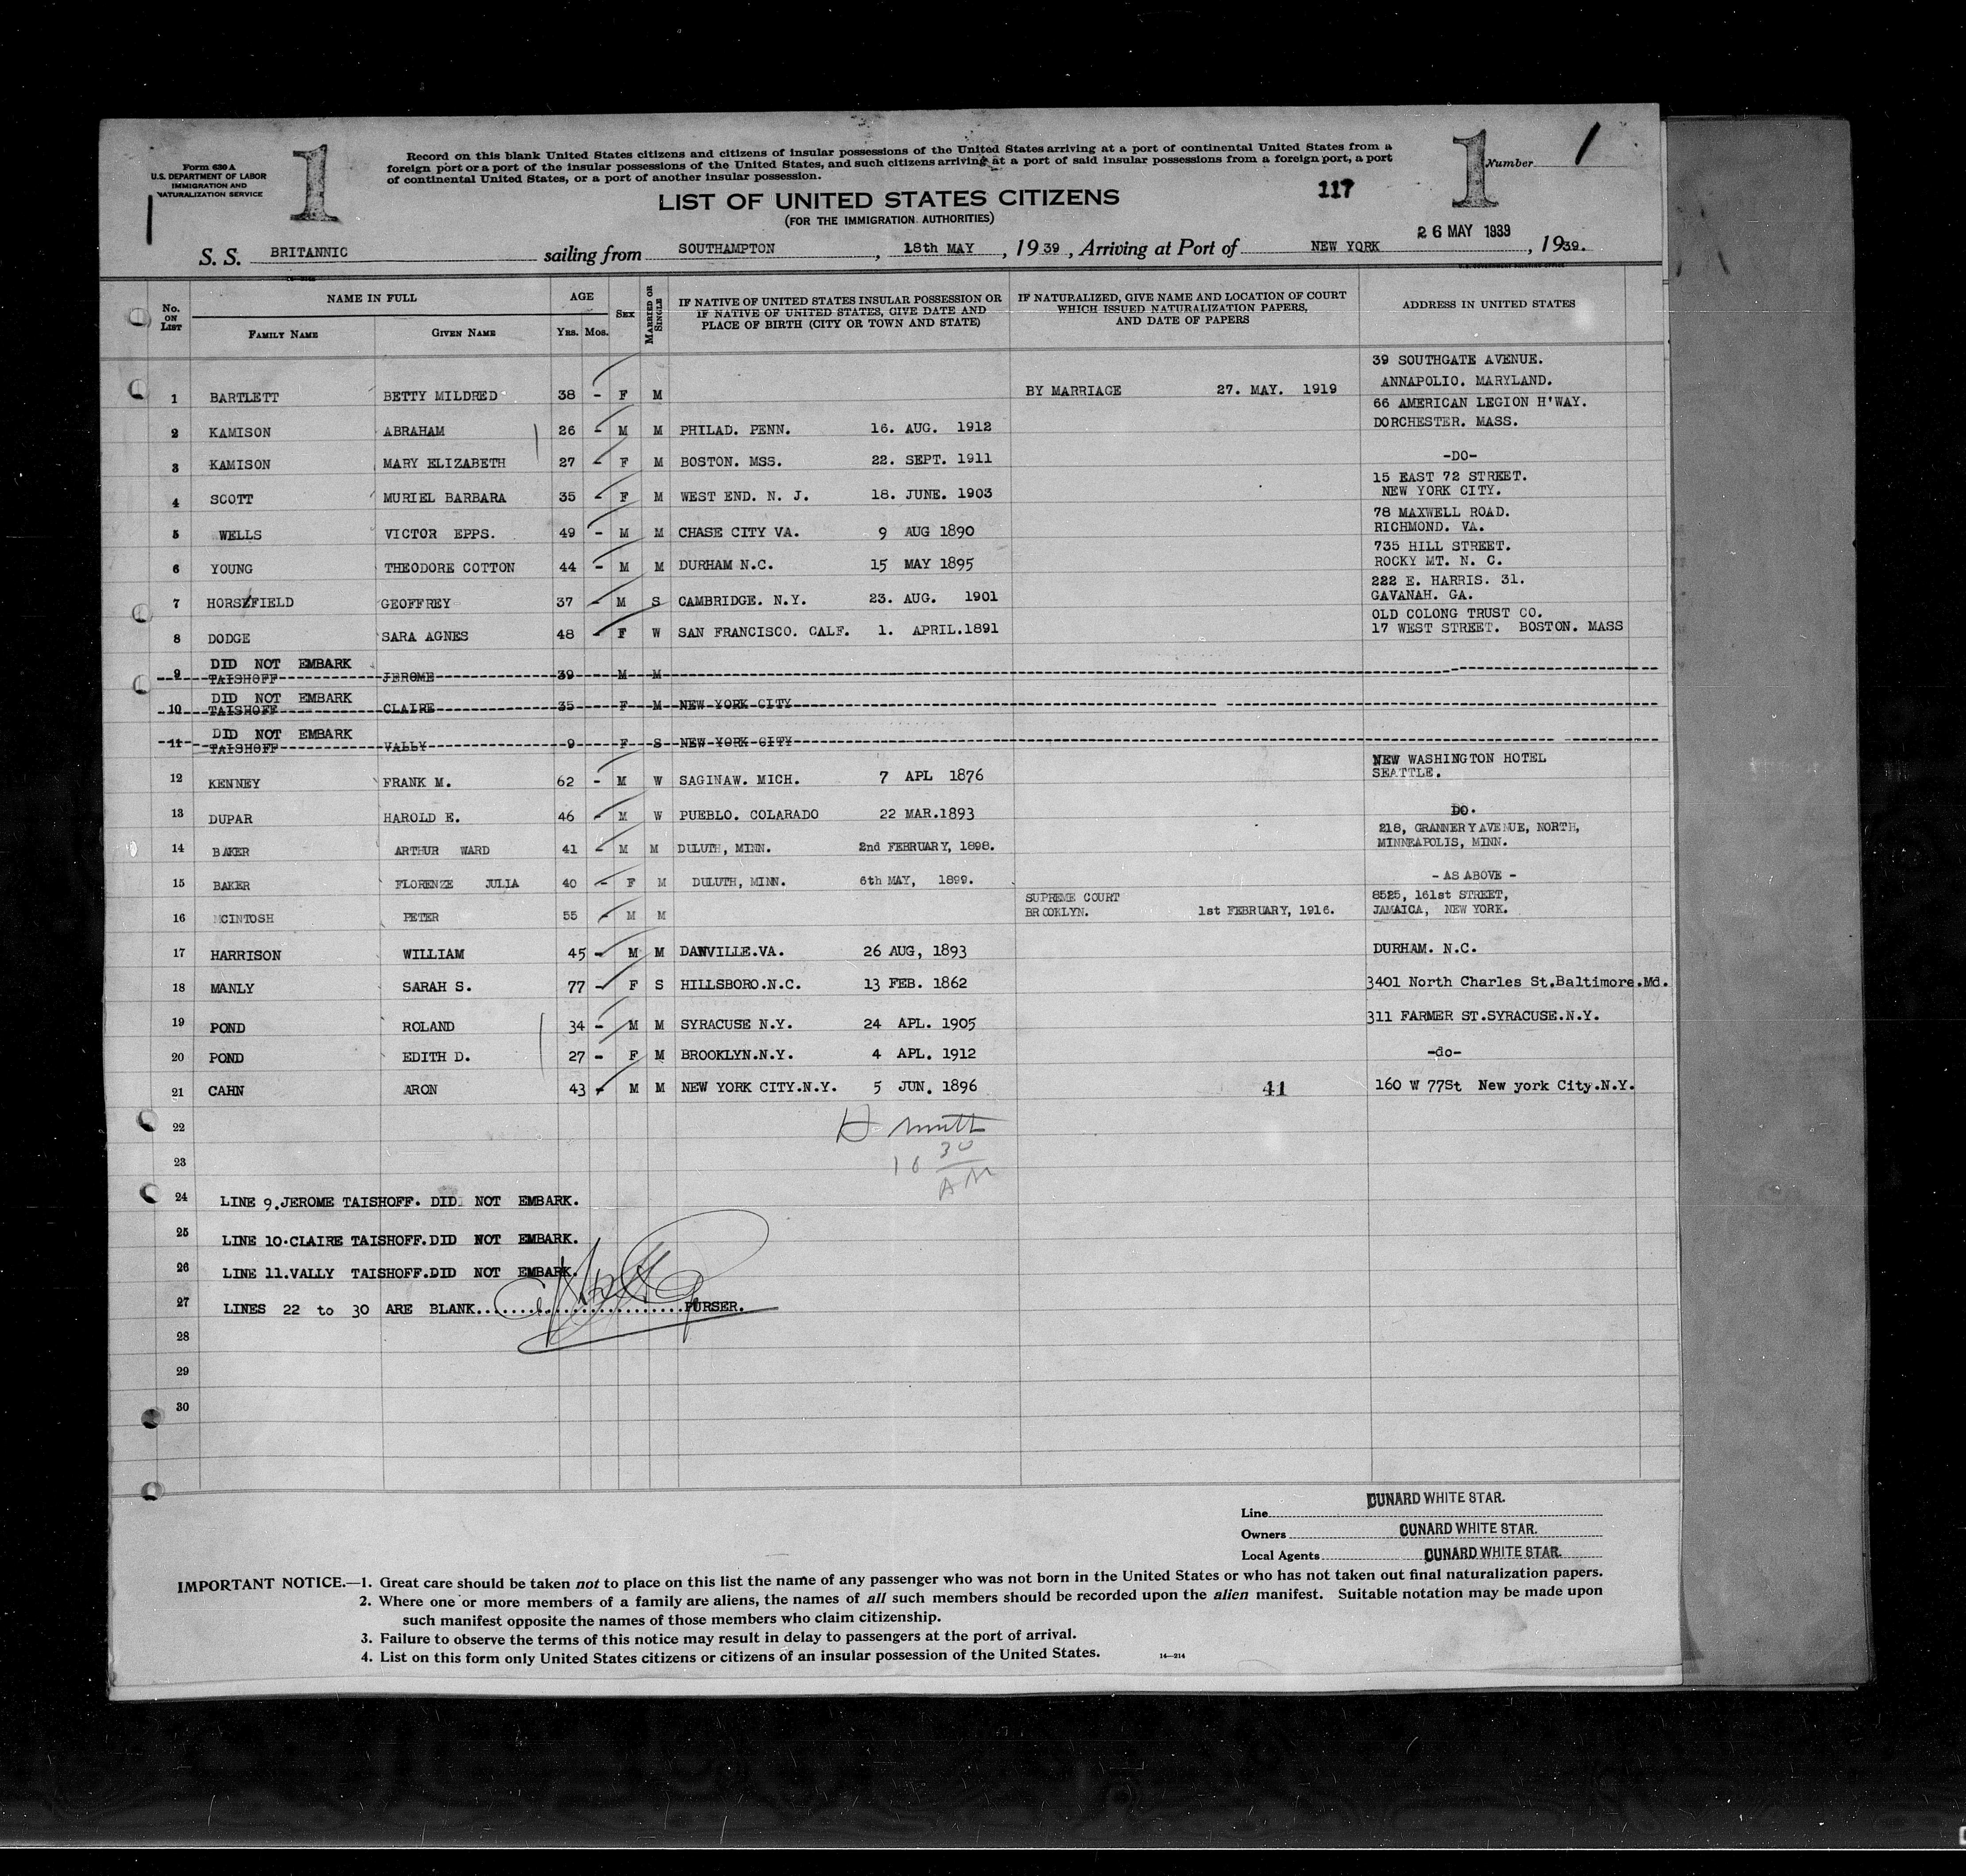 Form 630 A
U.S. DEPARTMENT OF LABOR
IMMIGRATION AND
NATURALIZATION SERVICE
1
Record on this blank United States citizens and citizens of insular possessions of the United States arriving at a port of continental United States from a
foreign port or a port of the insular possessions of the United States, and such citizens arriving at a port of said insular possessions from a foreign port, a port
of continental United States, or a port of another insular possession.
1
Number 1
LIST OF UNITED STATES CITIZENS
(FOR THE IMMIGRATION AUTHORITIES)
117
26 MAY 1939
S. S. BRITANNIC sailing from SOUTHAMPTON, 18th MAY, 1939, Arriving at Port of NEW YORK, 1939.
No. ON LIST
NAME IN FULL
FAMILY NAME
GIVEN NAME
AGE
YRS. MOS.
SEX
MARRIED OR SINGLE
IF NATIVE OF UNITED STATES INSULAR POSSESSION OR
IF NATIVE OF UNITED STATES, GIVE DATE AND
PLACE OF BIRTH (CITY OR TOWN AND STATE)
IF NATURALIZED, GIVE NAME AND LOCATION OF COURT
WHICH ISSUED NATURALIZATION PAPERS,
AND DATE OF PAPERS
ADDRESS IN UNITED STATES
39 SOUTHGATE AVENUE.
ANNAPOLIO. MARYLAND.
1 BARTLETT BETTY MILDRED 38 - F M BY MARRIAGE 27. MAY. 1919
66 AMERICAN LEGION H'WAY.
DORCHESTER. MASS.
2 KAMISON ABRAHAM 26 - M M PHILAD. PENN. 16. AUG. 1912
3 KAMISON MARY ELIZABETH 27 - F M BOSTON. MSS. 22. SEPT. 1911 -DO-
15 EAST 72 STREET.
4 SCOTT MURIEL BARBARA 35 - F M WEST END. N. J. 18. JUNE. 1903 NEW YORK CITY.
78 MAXWELL ROAD.
5 WELLS VICTOR EPPS. 49 - M M CHASE CITY VA. 9 AUG 1890 RICHMOND. VA.
735 HILL STREET.
6 YOUNG THEODORE COTTON 44 - M M DURHAM N.C. 15 MAY 1895 ROCKY MT. N. C.
222 E. HARRIS. 31.
7 HORSEFIELD GEOFFREY 37 - M S CAMBRIDGE. N.Y. 23. AUG. 1901 GAVANAH. GA.
OLD COLONG TRUST CO.
8 DODGE SARA AGNES 48 - F W SAN FRANCISCO. CALF. 1. APRIL.1891 17 WEST STREET. BOSTON. MASS
DID NOT EMBARK
9 TAISHOFF JEROME 39 M M
DID NOT EMBARK
10 TAISHOFF CLAIRE 35 F M NEW YORK CITY
DID NOT EMBARK
11 TAISHOFF VALLY 9 F S NEW YORK CITY
NEW WASHINGTON HOTEL
12 KENNEY FRANK M. 62 - M W SAGINAW. MICH. 7 APL 1876 SEATTLE.
13 DUPAR HAROLD E. 46 - M W PUEBLO. COLARADO 22 MAR.1893 DO.
218, GRANNERY AVENUE, NORTH,
14 BAKER ARTHUR WARD 41 - M M DULUTH, MINN. 2nd FEBRUARY, 1898. MINNEAPOLIS, MINN.
15 BAKER FLORENZE JULIA 40 - F M DULUTH, MINN. 6th MAY, 1899. - AS ABOVE -
SUPREME COURT 8525, 161st STREET,
16 MCINTOSH PETER 55 - M M BROOKLYN. 1st FEBRUARY, 1916. JAMAICA, NEW YORK.
17 HARRISON WILLIAM 45 - M M DANVILLE.VA. 26 AUG, 1893 DURHAM. N.C.
18 MANLY SARAH S. 77 - F S HILLSBORO.N.C. 13 FEB. 1862 3401 North Charles St.Baltimore.Md.
19 POND ROLAND 34 - M M SYRACUSE N.Y. 24 APL. 1905 311 FARMER ST.SYRACUSE.N.Y.
20 POND EDITH D. 27 - F M BROOKLYN.N.Y. 4 APL. 1912 -do-
21 CAHN ARON 43 - M M NEW YORK CITY.N.Y. 5 JUN. 1896 41 160 W 77St New york City.N.Y.
22
23 10 30 AM
24 LINE 9.JEROME TAISHOFF. DID NOT EMBARK.
25 LINE 10.CLAIRE TAISHOFF.DID NOT EMBARK.
26 LINE 11.VALLY TAISHOFF.DID NOT EMBARK.
27 LINES 22 to 30 ARE BLANK. PURSER.
28
29
30
Line CUNARD WHITE STAR.
Owners CUNARD WHITE STAR.
Local Agents CUNARD WHITE STAR.
IMPORTANT NOTICE.—1. Great care should be taken not to place on this list the name of any passenger who was not born in the United States or who has not taken out final naturalization papers.
2. Where one or more members of a family are aliens, the names of all such members should be recorded upon the alien manifest. Suitable notation may be made upon
such manifest opposite the names of those members who claim citizenship.
3. Failure to observe the terms of this notice may result in delay to passengers at the port of arrival.
4. List on this form only United States citizens or citizens of an insular possession of the United States.
14—214